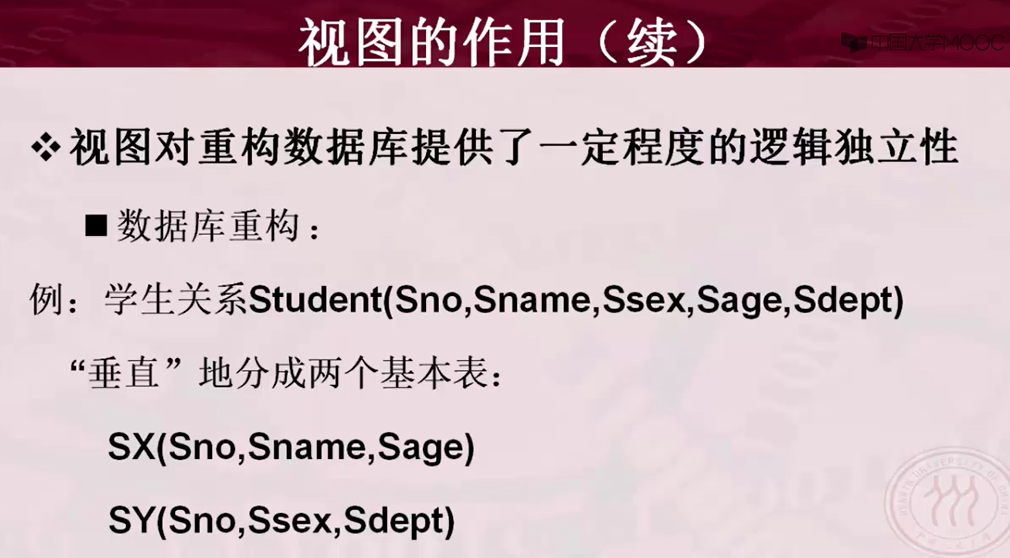 视图的作用（续）
中国大学MOOC
❖视图对重构数据库提供了一定程度的逻辑独立性
■数据库重构：
例：学生关系Student(Sno,Sname,Ssex,Sage,Sdept)
“垂直”地分成两个基本表：
SX(Sno,Sname,Sage)
SY(Sno,Ssex,Sdept)